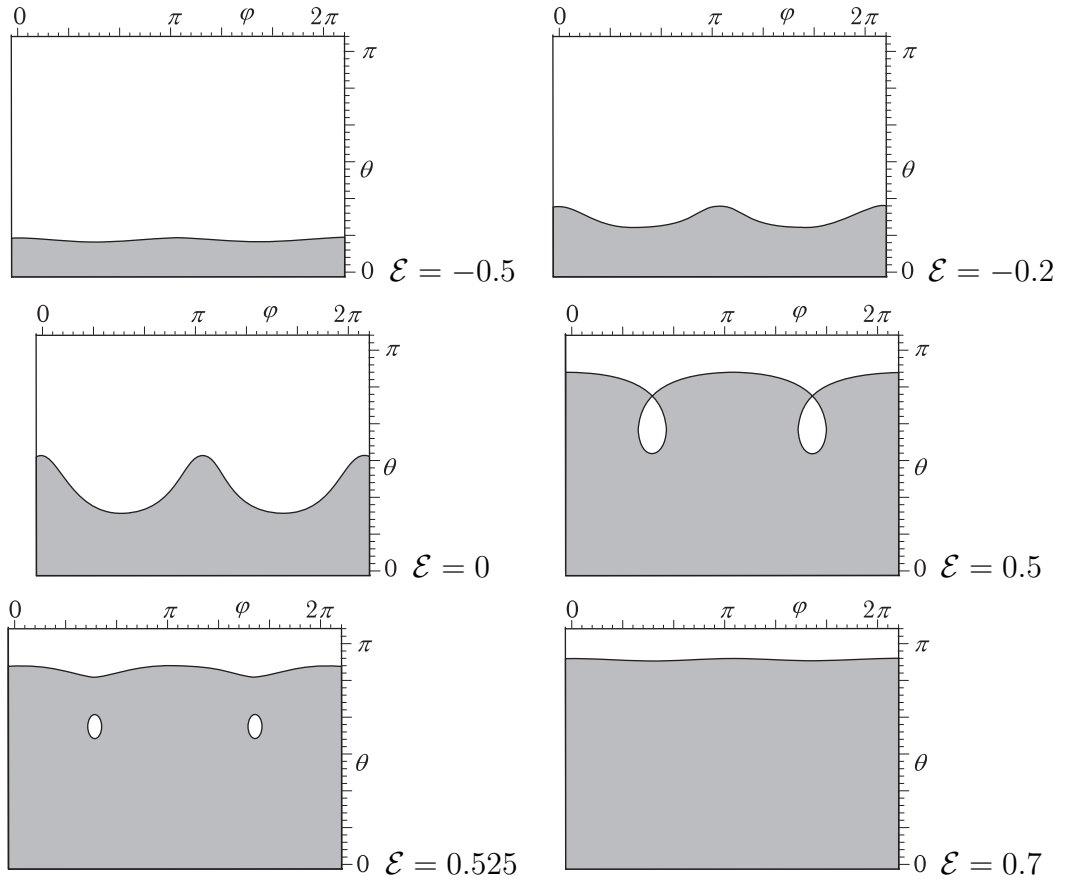 0 π φ 2π
π
θ
0 ℰ = −0.5
0 π φ 2π
π
θ
0 ℰ = −0.2
0 π φ 2π
π
θ
0 ℰ = 0
0 π φ 2π
π
θ
0 ℰ = 0.5
0 π φ 2π
π
θ
0 ℰ = 0.525
0 π φ 2π
π
θ
0 ℰ = 0.7